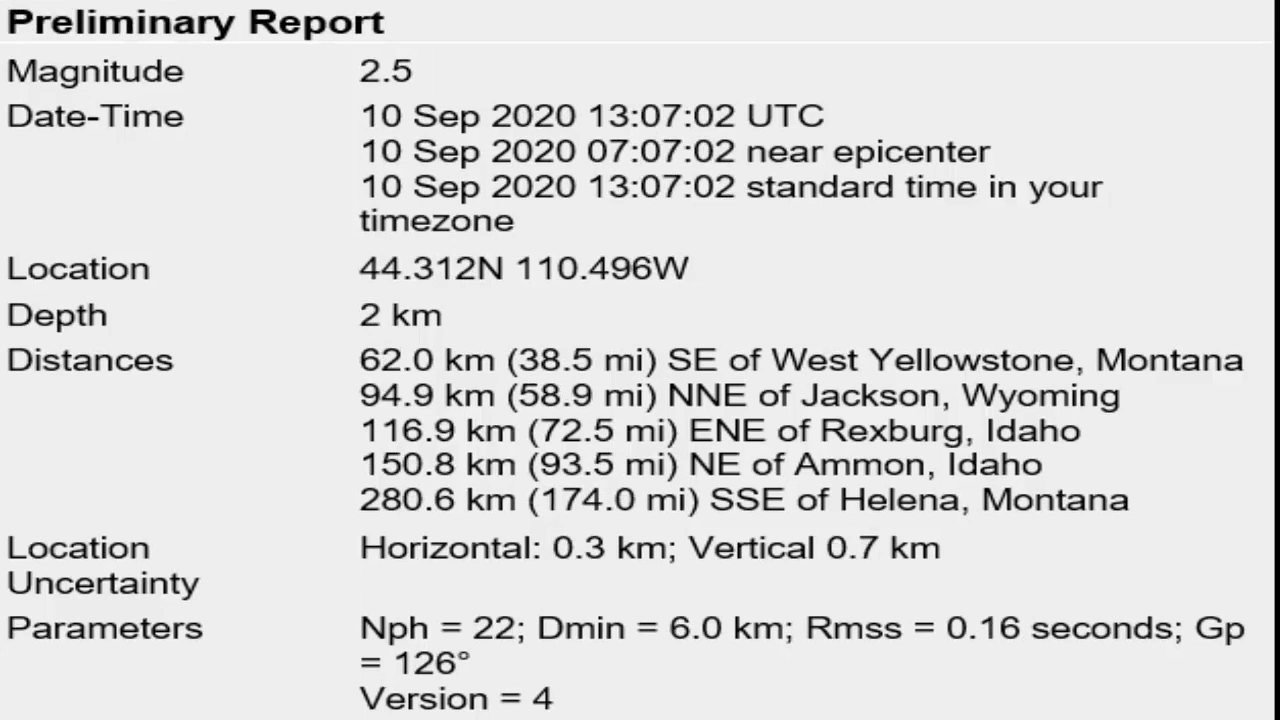 Preliminary Report
Magnitude 2.5
Date-Time 10 Sep 2020 13:07:02 UTC
10 Sep 2020 07:07:02 near epicenter
10 Sep 2020 13:07:02 standard time in your
timezone
Location 44.312N 110.496W
Depth 2 km
Distances 62.0 km (38.5 mi) SE of West Yellowstone, Montana
94.9 km (58.9 mi) NNE of Jackson, Wyoming
116.9 km (72.5 mi) ENE of Rexburg, Idaho
150.8 km (93.5 mi) NE of Ammon, Idaho
280.6 km (174.0 mi) SSE of Helena, Montana
Location Horizontal: 0.3 km; Vertical 0.7 km
Uncertainty
Parameters Nph = 22; Dmin = 6.0 km; Rmss = 0.16 seconds; Gp
= 126°
Version = 4